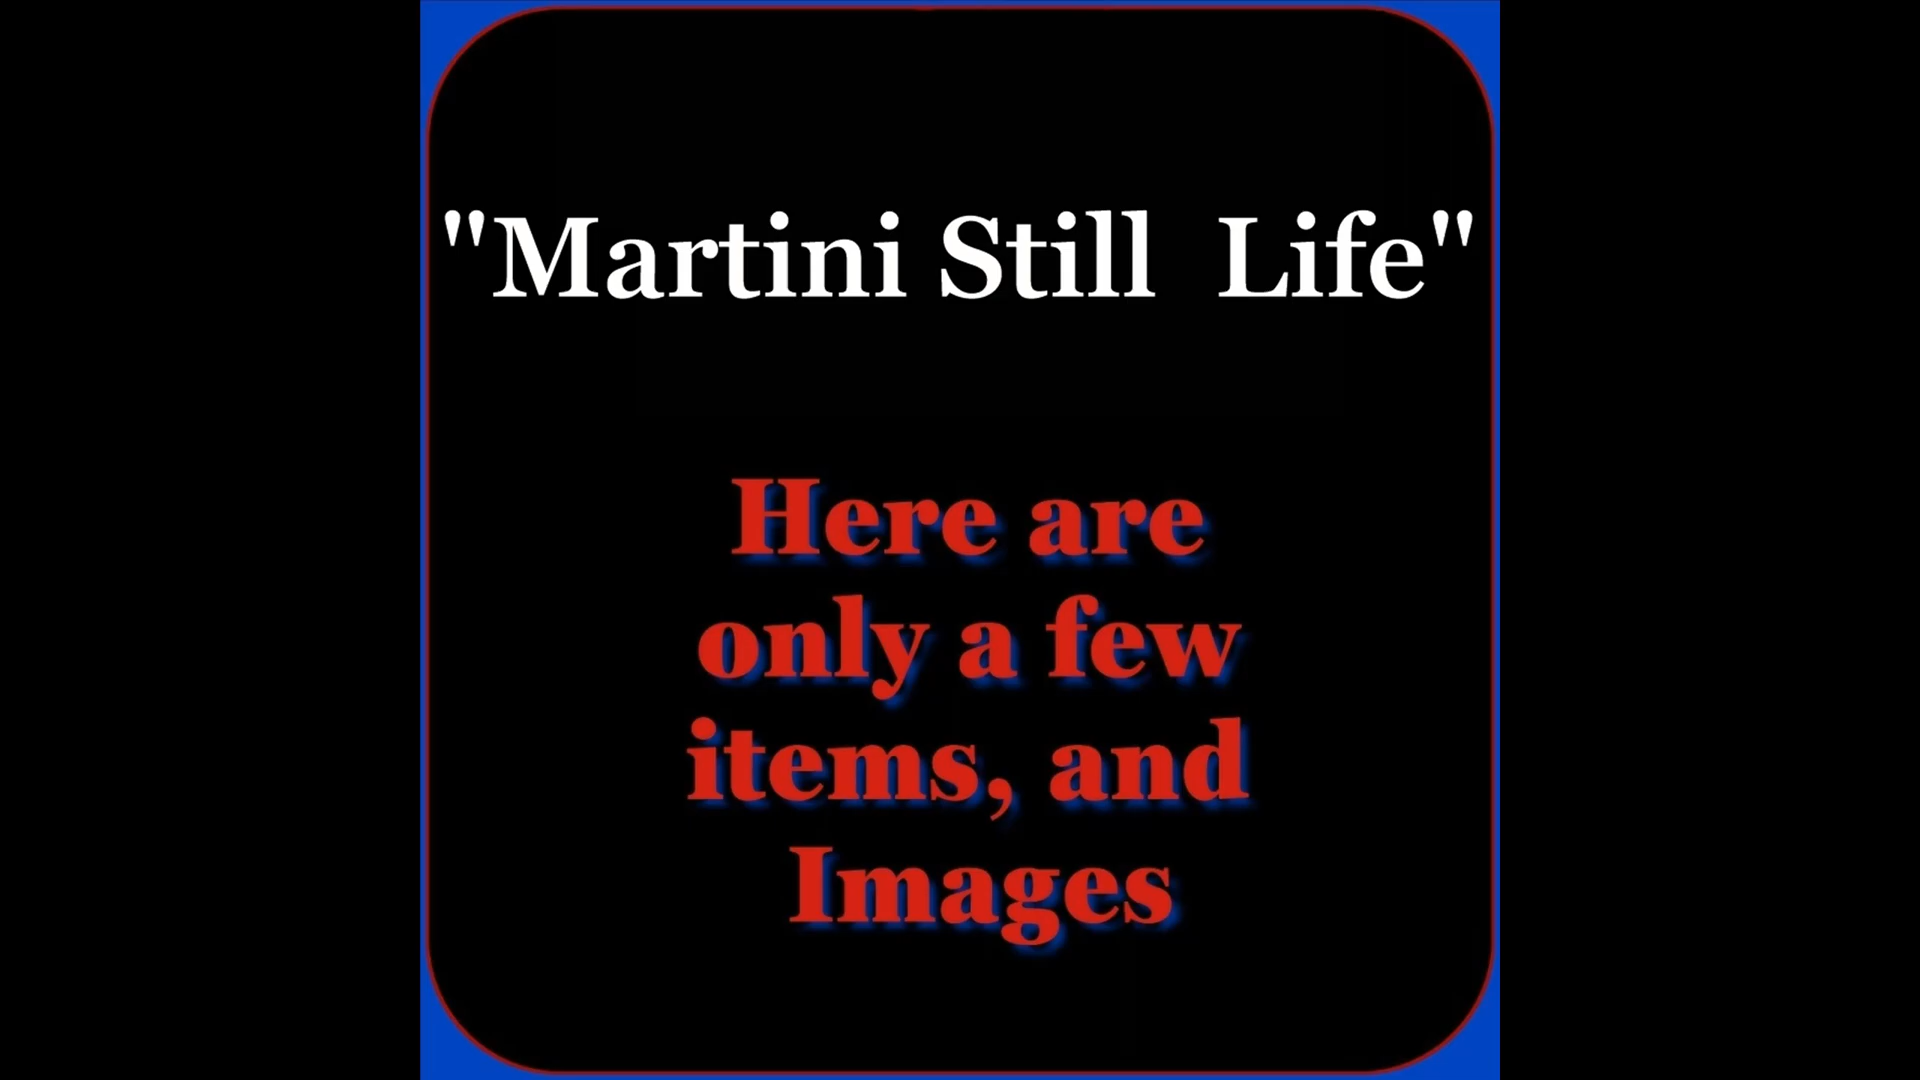 "Martini Still  Life"
Here are
only a few
items, and
Images